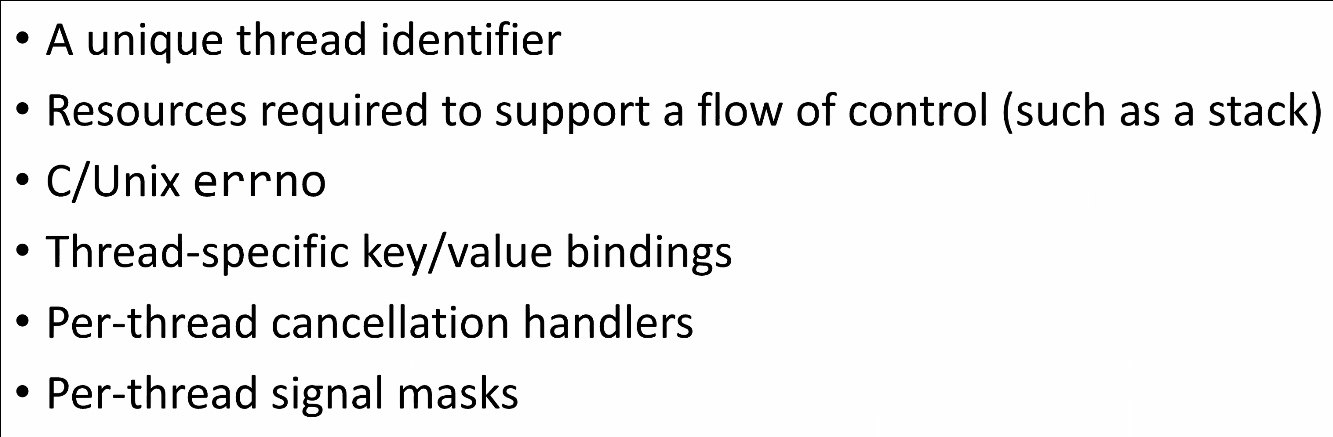 • A unique thread identifier
• Resources required to support a flow of control (such as a stack)
• C/Unix errno
• Thread-specific key/value bindings
• Per-thread cancellation handlers
• Per-thread signal masks